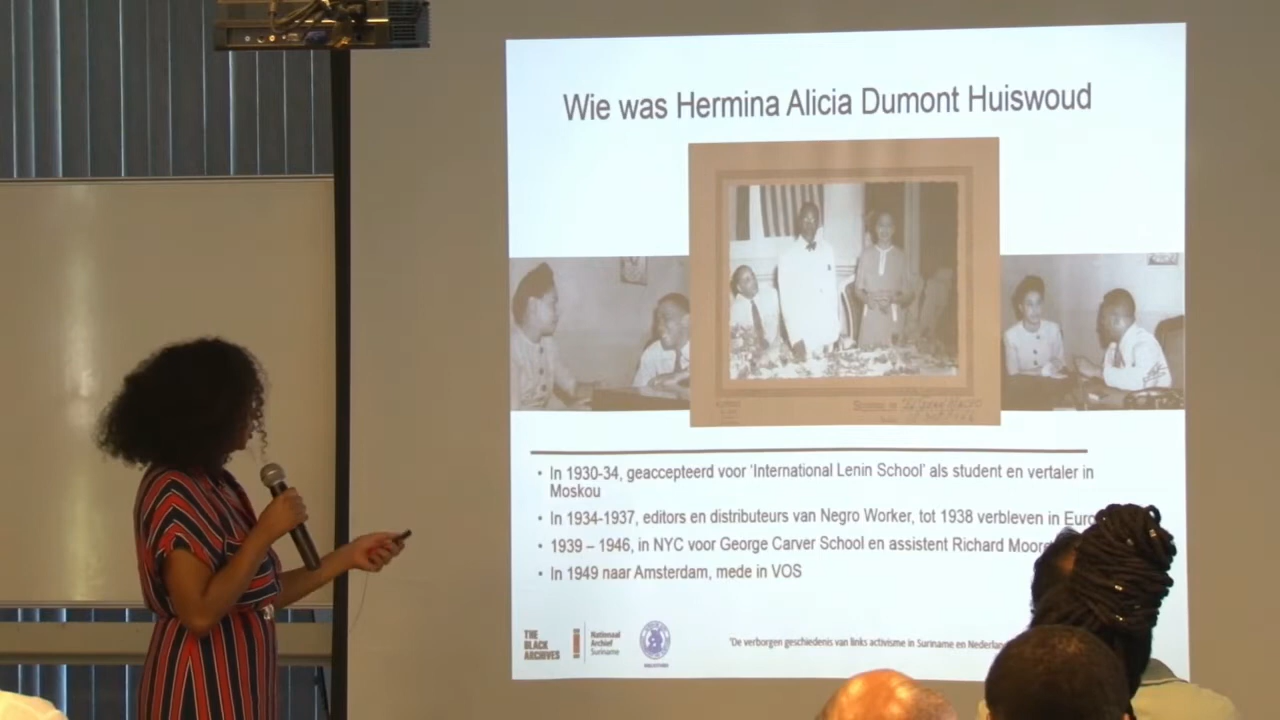 Wie was Hermina Alicia Dumont Huiswoud
• In 1930-34, geaccepteerd voor 'International Lenin School' als student en vertaler in
Moskou
• In 1934-1937, editors en distributeurs van Negro Worker, tot 1938 verbleven in Euro
• 1939 – 1946, in NYC voor George Carver School en assistent Richard Moore
• In 1949 naar Amsterdam, mede in VOS
THE
BLACK
ARCHIVES
Nationaal
Archief
Suriname
'De verborgen geschiedenis van links activisme in Suriname en Nederlan